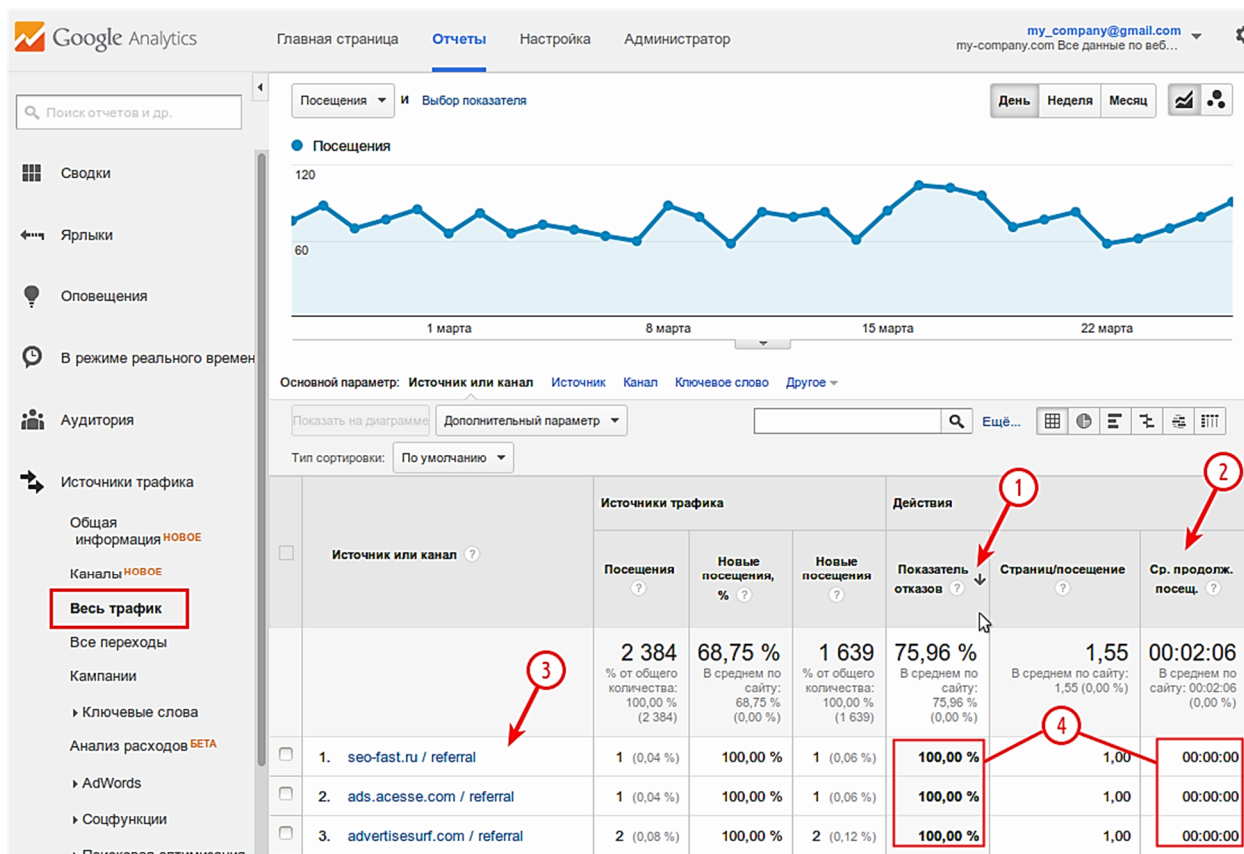 Google Analytics
Главная страница
Отчеты
Настройка
Администратор
my_company@gmail.com
my-company.com Все данные по веб...
Поиск отчетов и др.
Сводки
Ярлыки
Оповещения
В режиме реального времен
Аудитория
Источники трафика
Общая
информация НОВОЕ
Каналы НОВОЕ
Весь трафик
Все переходы
Кампании
Ключевые слова
Анализ расходов БЕТА
AdWords
Соцфункции
Поисковая оптимизация
Посещения и Выбор показателя
День Неделя Месяц
Посещения
120
60
1 марта 8 марта 15 марта 22 марта
Основной параметр: Источник или канал Источник Канал Ключевое слово Другое
Показать на диаграмме Дополнительный параметр Ещё...
Тип сортировки: По умолчанию
1
2
Источники трафика
Действия
Источник или канал ?
Посещения
?
Новые
посещения,
% ?
Новые
посещения
?
Показатель
отказов ?
Страниц/посещение
?
Ср. продолж.
посещ. ?
2 384
% от общего
количества:
100,00 %
(2 384)
68,75 %
В среднем по
сайту:
68,75 %
(0,00 %)
1 639
% от общего
количества:
100,00 %
(1 639)
75,96 %
В среднем по
сайту:
75,96 %
(0,00 %)
1,55
В среднем по сайту:
1,55 (0,00 %)
00:02:06
В среднем по
сайту: 00:02:06
(0,00 %)
3
4
1. seo-fast.ru / referral 1 (0,04 %) 100,00 % 1 (0,06 %) 100,00 % 1,00 00:00:00
2. ads.acesse.com / referral 1 (0,04 %) 100,00 % 1 (0,06 %) 100,00 % 1,00 00:00:00
3. advertisesurf.com / referral 2 (0,08 %) 100,00 % 2 (0,12 %) 100,00 % 1,00 00:00:00